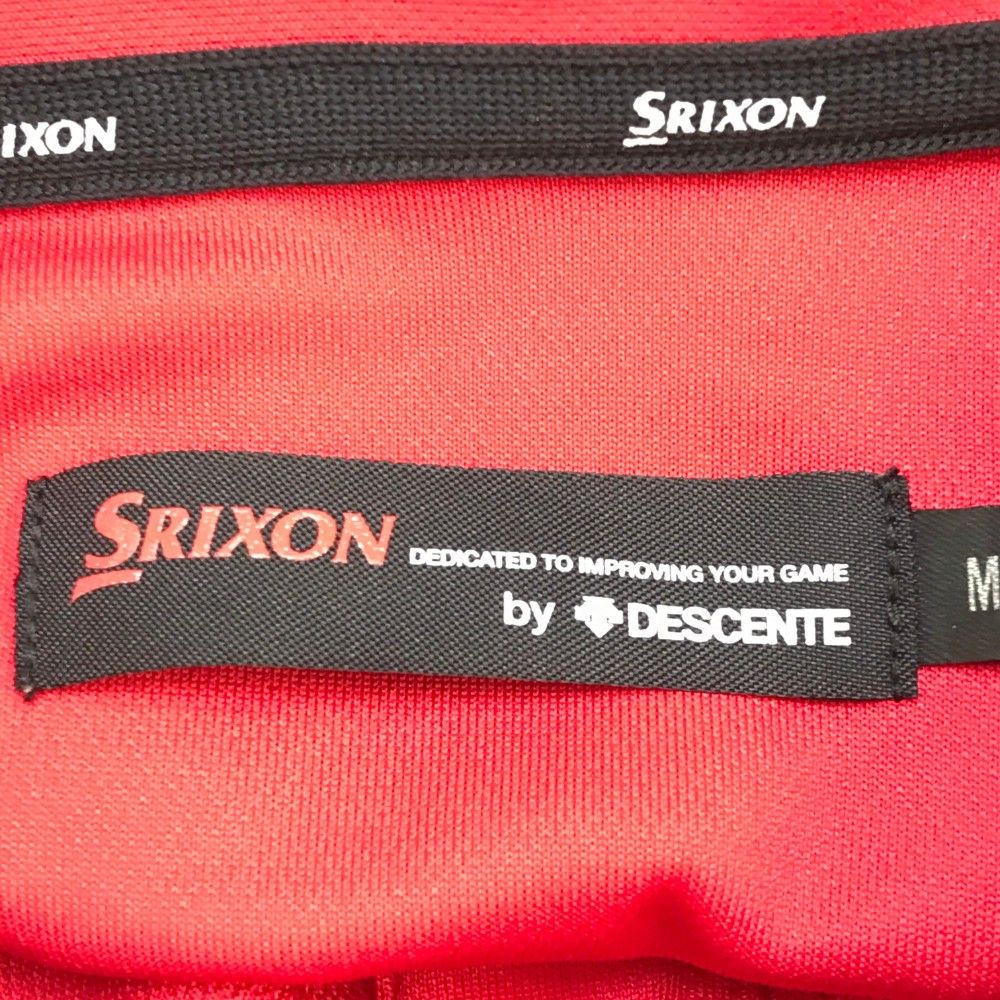 IXON SRIXON
SRIXON DEDICATED TO IMPROVING YOUR GAME
by DESCENTE
M